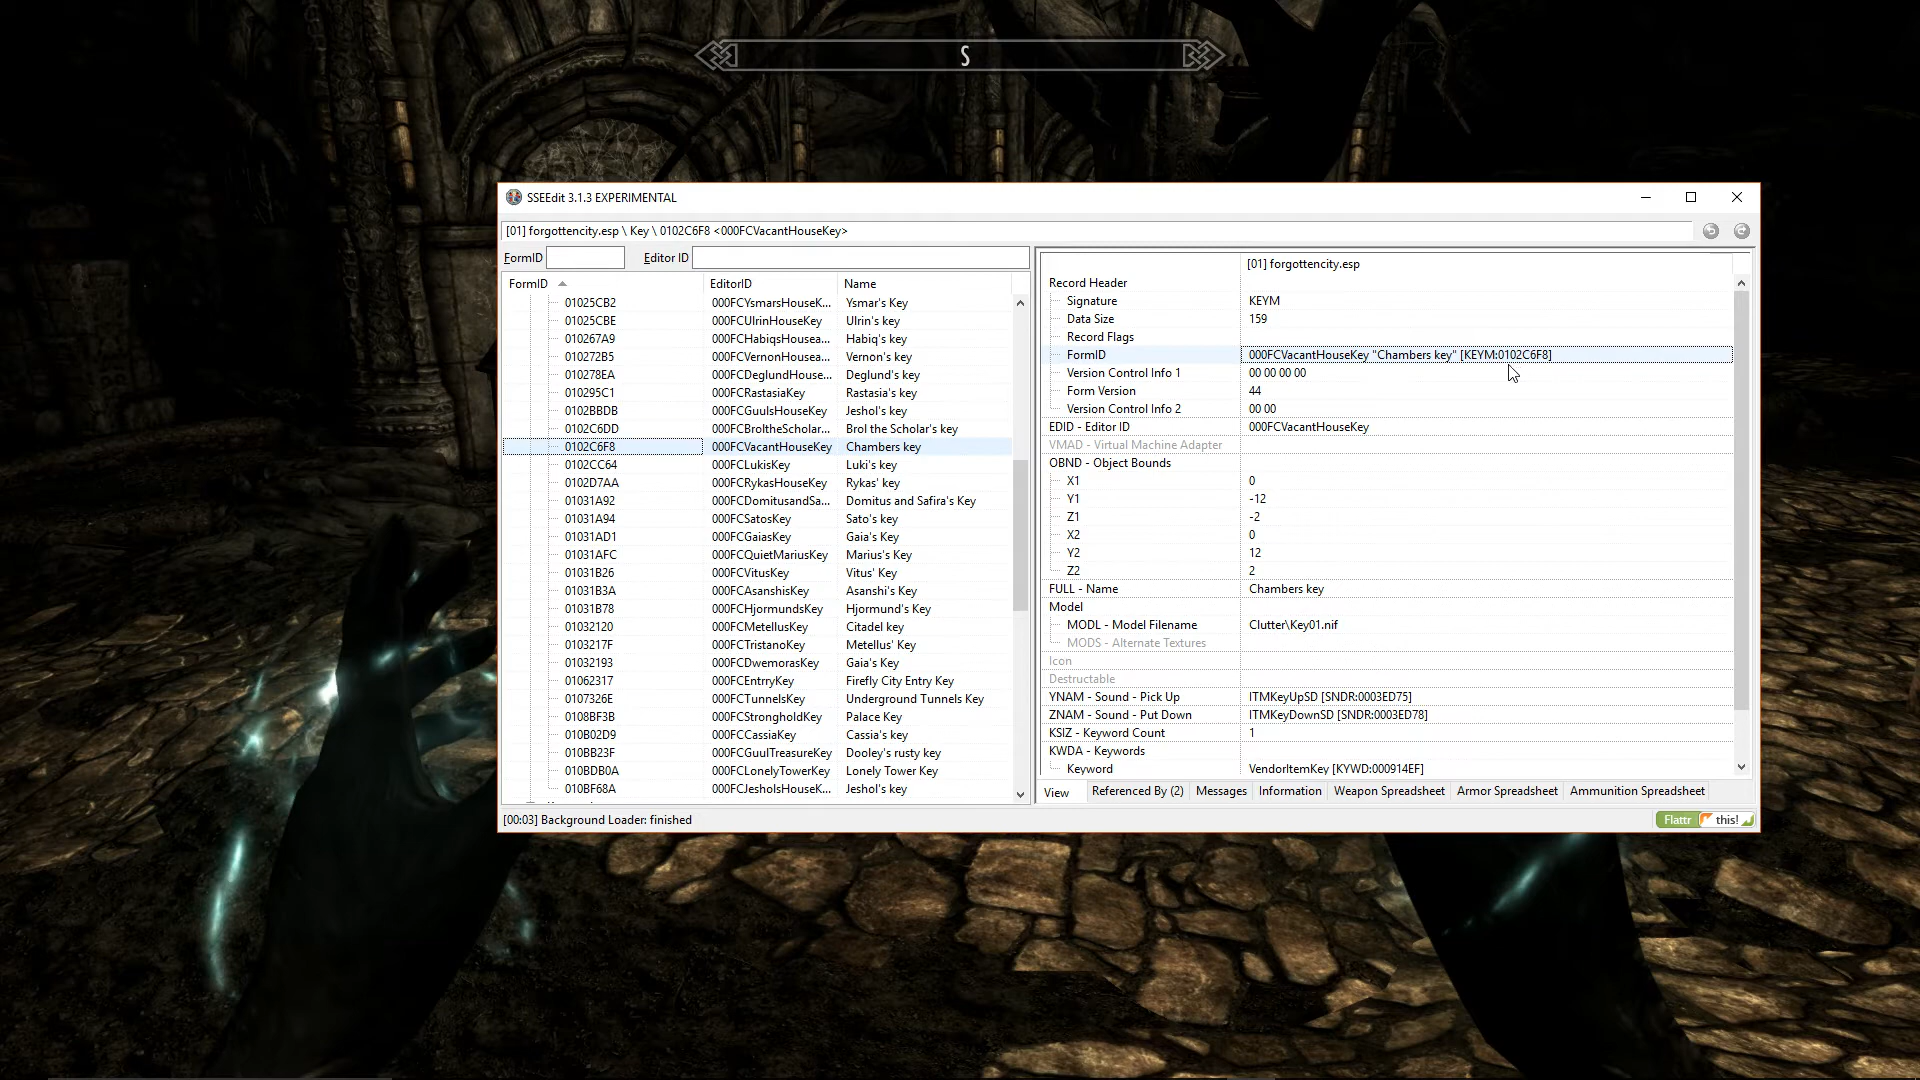 S
SSEEdit 3.1.3 EXPERIMENTAL
[01] forgottencity.esp \ Key \ 0102C6F8 <000FCVacantHouseKey>
FormID Editor ID
FormID EditorID Name
01025CB2 000FCYsmarsHouseK... Ysmar's Key
01025CBE 000FCUlrinHouseKey Ulrin's key
010267A9 000FCHabiqsHousea... Habiq's key
010272B5 000FCVernonHousea... Vernon's key
010278EA 000FCDeglundHouse... Deglund's key
010295C1 000FCRastasiaKey Rastasia's key
0102BBDB 000FCGuulsHouseKey Jeshol's key
0102C6DD 000FCBroltheScholar... Brol the Scholar's key
0102C6F8 000FCVacantHouseKey Chambers key
0102CC64 000FCLukisKey Luki's key
0102D7AA 000FCRykasHouseKey Rykas' key
01031A92 000FCDomitusandSa... Domitus and Safira's Key
01031A94 000FCSatosKey Sato's key
01031AD1 000FCGaiasKey Gaia's Key
01031AFC 000FCQuietMariusKey Marius's Key
01031B26 000FCVitusKey Vitus' Key
01031B3A 000FCAsanshisKey Asanshi's Key
01031B78 000FCHjormundsKey Hjormund's Key
01032120 000FCMetellusKey Citadel key
0103217F 000FCTristanoKey Metellus' Key
01032193 000FCDwemorasKey Gaia's Key
01062317 000FCEntrryKey Firefly City Entry Key
0107326E 000FCTunnelsKey Underground Tunnels Key
0108BF3B 000FCStrongholdKey Palace Key
010B02D9 000FCCassiaKey Cassia's key
010BB23F 000FCGuulTreasureKey Dooley's rusty key
010BDB0A 000FCLonelyTowerKey Lonely Tower Key
010BF68A 000FCJesholsHouseK... Jeshol's key
[01] forgottencity.esp
Record Header
Signature KEYM
Data Size 159
Record Flags
FormID 000FCVacantHouseKey "Chambers key" [KEYM:0102C6F8]
Version Control Info 1 00 00 00 00
Form Version 44
Version Control Info 2 00 00
EDID - Editor ID 000FCVacantHouseKey
VMAD - Virtual Machine Adapter
OBND - Object Bounds
X1 0
Y1 -12
Z1 -2
X2 0
Y2 12
Z2 2
FULL - Name Chambers key
Model
MODL - Model Filename Clutter\Key01.nif
MODS - Alternate Textures
Icon
Destructable
YNAM - Sound - Pick Up ITMKeyUpSD [SNDR:0003ED75]
ZNAM - Sound - Put Down ITMKeyDownSD [SNDR:0003ED78]
KSIZ - Keyword Count 1
KWDA - Keywords
Keyword VendorItemKey [KYWD:000914EF]
View Referenced By (2) Messages Information Weapon Spreadsheet Armor Spreadsheet Ammunition Spreadsheet
[00:03] Background Loader: finished
Flattr this!